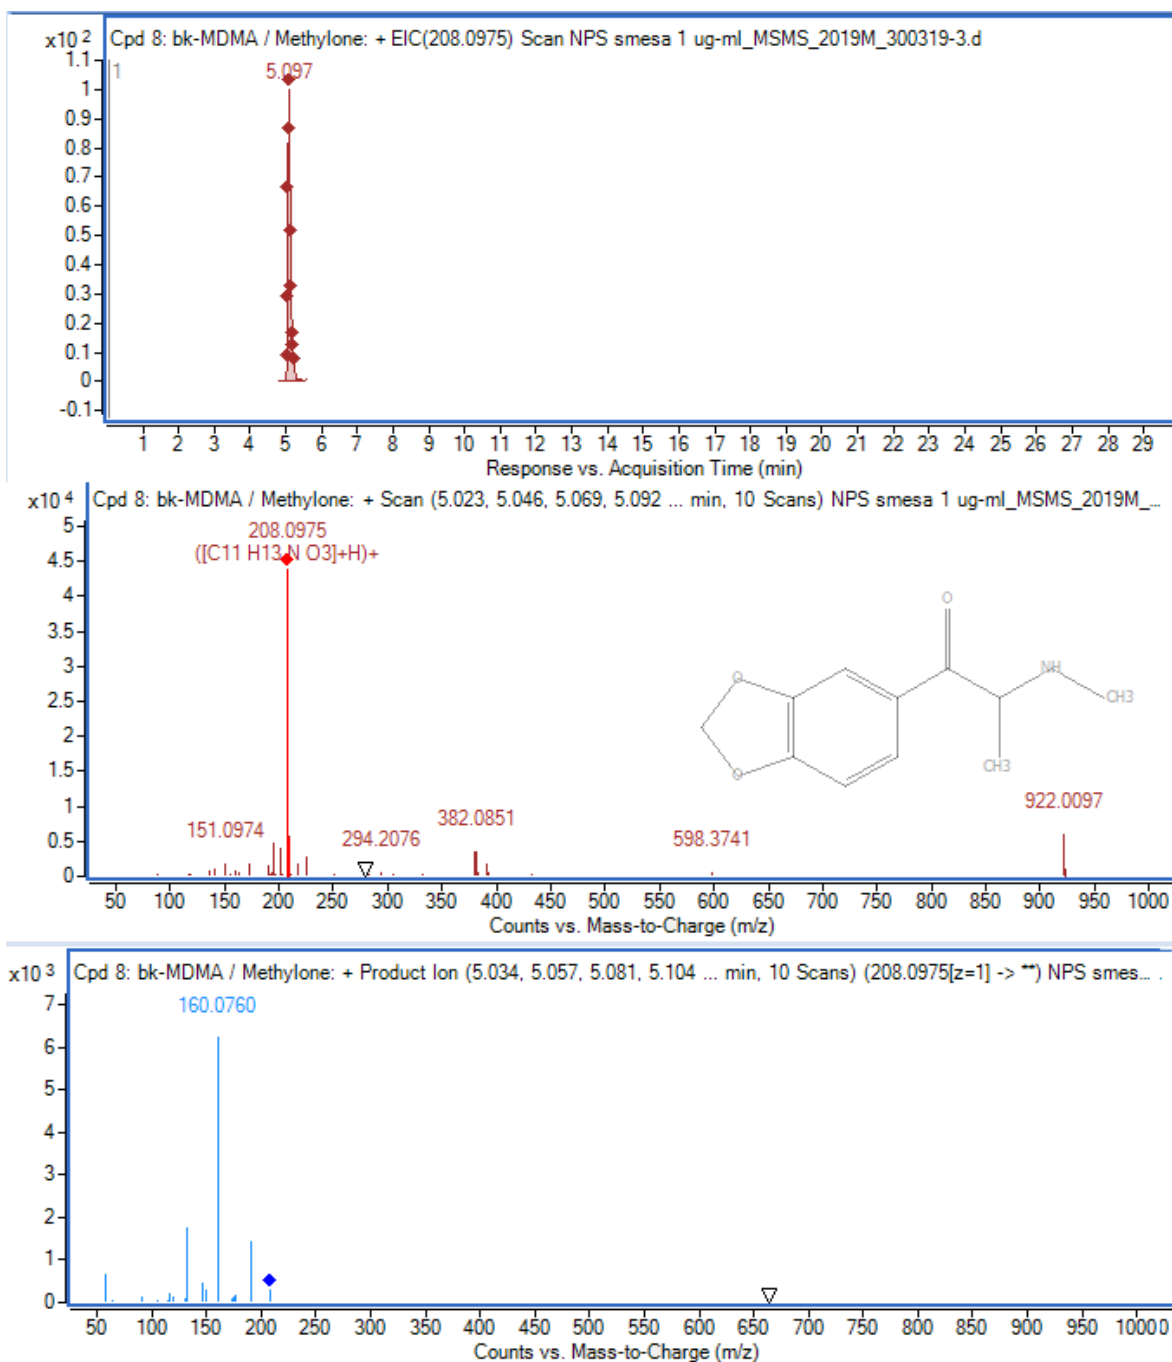 Cpd 8: bk-MDMA / Methylone: + EIC(208.0975) Scan NPS smesa 1 ug-ml_MSMS_2019M_300319-3.d
x10 2
1.1
1
0.9
0.8
0.7
0.6
0.5
0.4
0.3
0.2
0.1
0
-0.1
1
5.097
1 2 3 4 5 6 7 8 9 10 11 12 13 14 15 16 17 18 19 20 21 22 23 24 25 26 27 28 29
Response vs. Acquisition Time (min)
Cpd 8: bk-MDMA / Methylone: + Scan (5.023, 5.046, 5.069, 5.092 ... min, 10 Scans) NPS smesa 1 ug-ml_MSMS_2019M_...
x10 4
5
4.5
4
3.5
3
2.5
2
1.5
1
0.5
0
208.0975
([C11 H13 N O3]+H)+
O
NH
O
CH3
CH3
O
151.0974
294.2076
382.0851
598.3741
922.0097
50 100 150 200 250 300 350 400 450 500 550 600 650 700 750 800 850 900 950 1000
Counts vs. Mass-to-Charge (m/z)
Cpd 8: bk-MDMA / Methylone: + Product Ion (5.034, 5.057, 5.081, 5.104 ... min, 10 Scans) (208.0975[z=1] -> **) NPS smes...
x10 3
7
6
5
4
3
2
1
0
160.0760
50 100 150 200 250 300 350 400 450 500 550 600 650 700 750 800 850 900 950 1000
Counts vs. Mass-to-Charge (m/z)